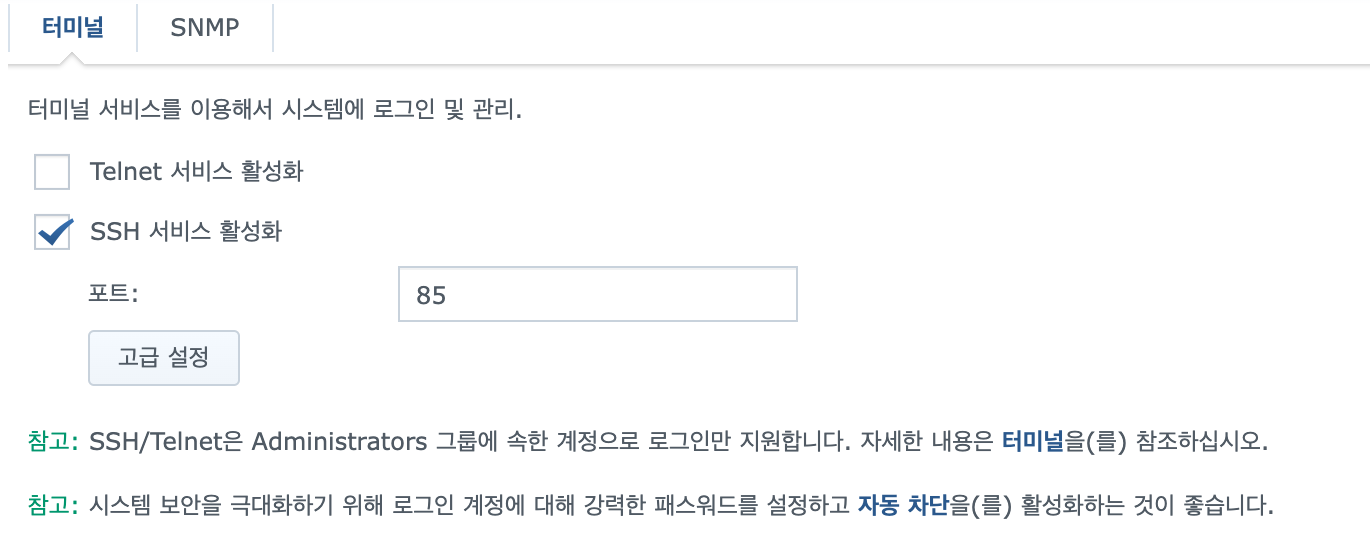 터미널 SNMP
터미널 서비스를 이용해서 시스템에 로그인 및 관리.
Telnet 서비스 활성화
SSH 서비스 활성화
포트: 85
고급 설정
참고: SSH/Telnet은 Administrators 그룹에 속한 계정으로 로그인만 지원합니다. 자세한 내용은 터미널을(를) 참조하십시오.
참고: 시스템 보안을 극대화하기 위해 로그인 계정에 대해 강력한 패스워드를 설정하고 자동 차단을(를) 활성화하는 것이 좋습니다.